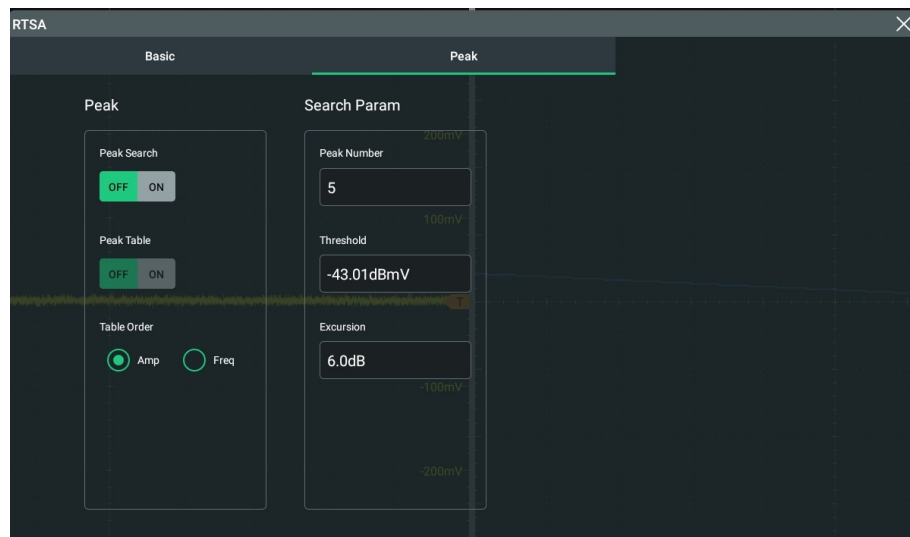 RTSA
Basic
Peak
Peak
Search Param
200mV
Peak Search
Peak Number
OFF ON
5
100mV
Peak Table
Threshold
OFF ON
-43.01dBmV
T
Table Order
Excursion
Amp Freq
6.0dB
-100mV
-200mV